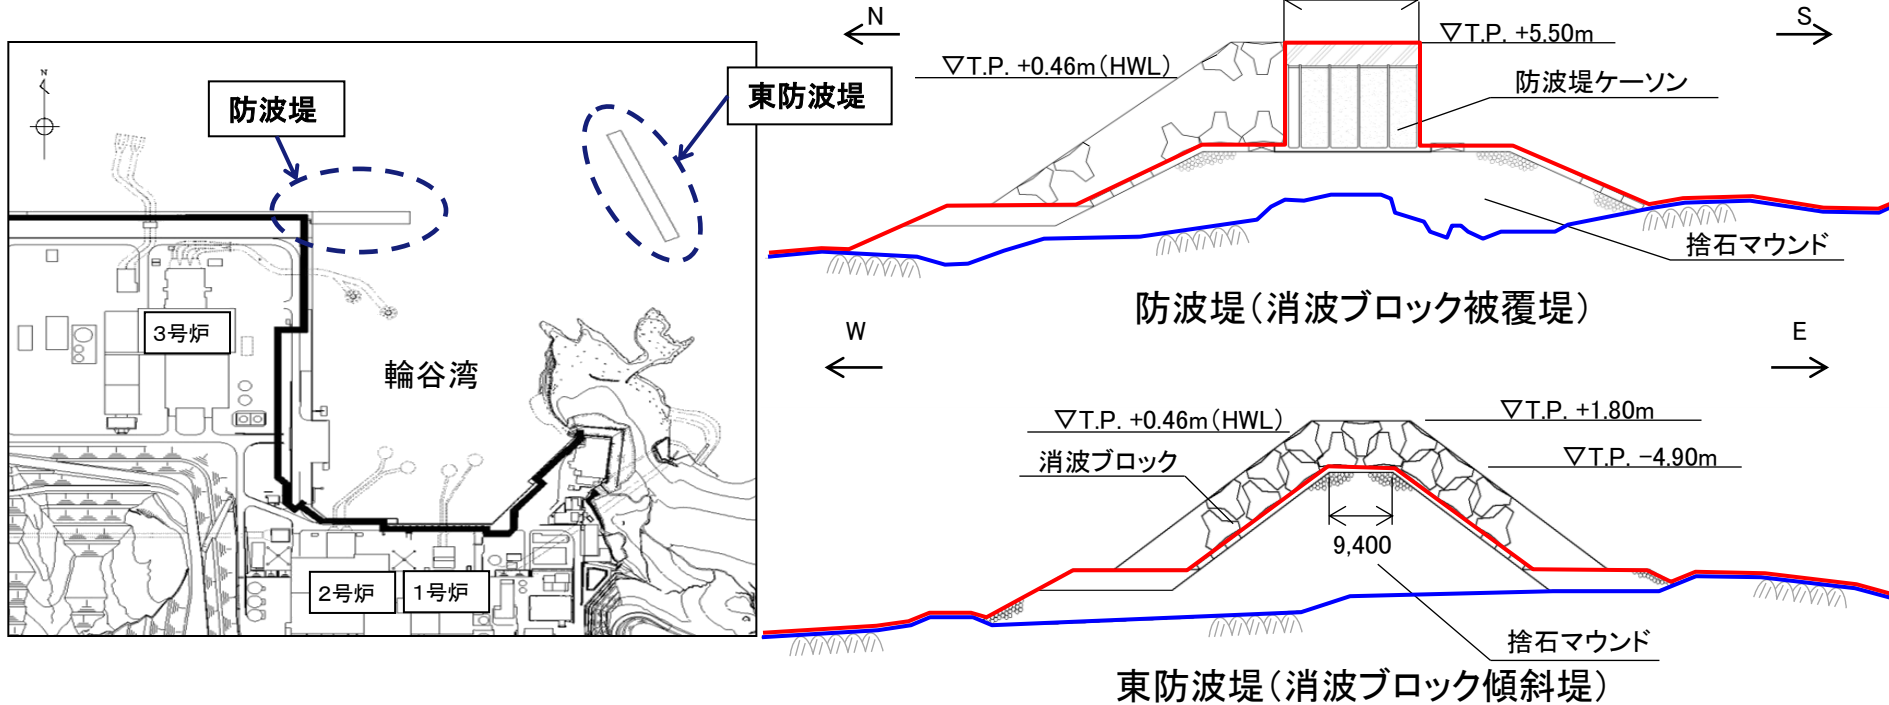 N
防波堤
東防波堤
3号炉
輪谷湾
2号炉
1号炉
N
S
▽T.P. +5.50m
▽T.P. +0.46m(HWL)
防波堤ケーソン
捨石マウンド
防波堤(消波ブロック被覆堤)
W
E
▽T.P. +0.46m(HWL)
▽T.P. +1.80m
消波ブロック
▽T.P. −4.90m
9,400
捨石マウンド
東防波堤(消波ブロック傾斜堤)